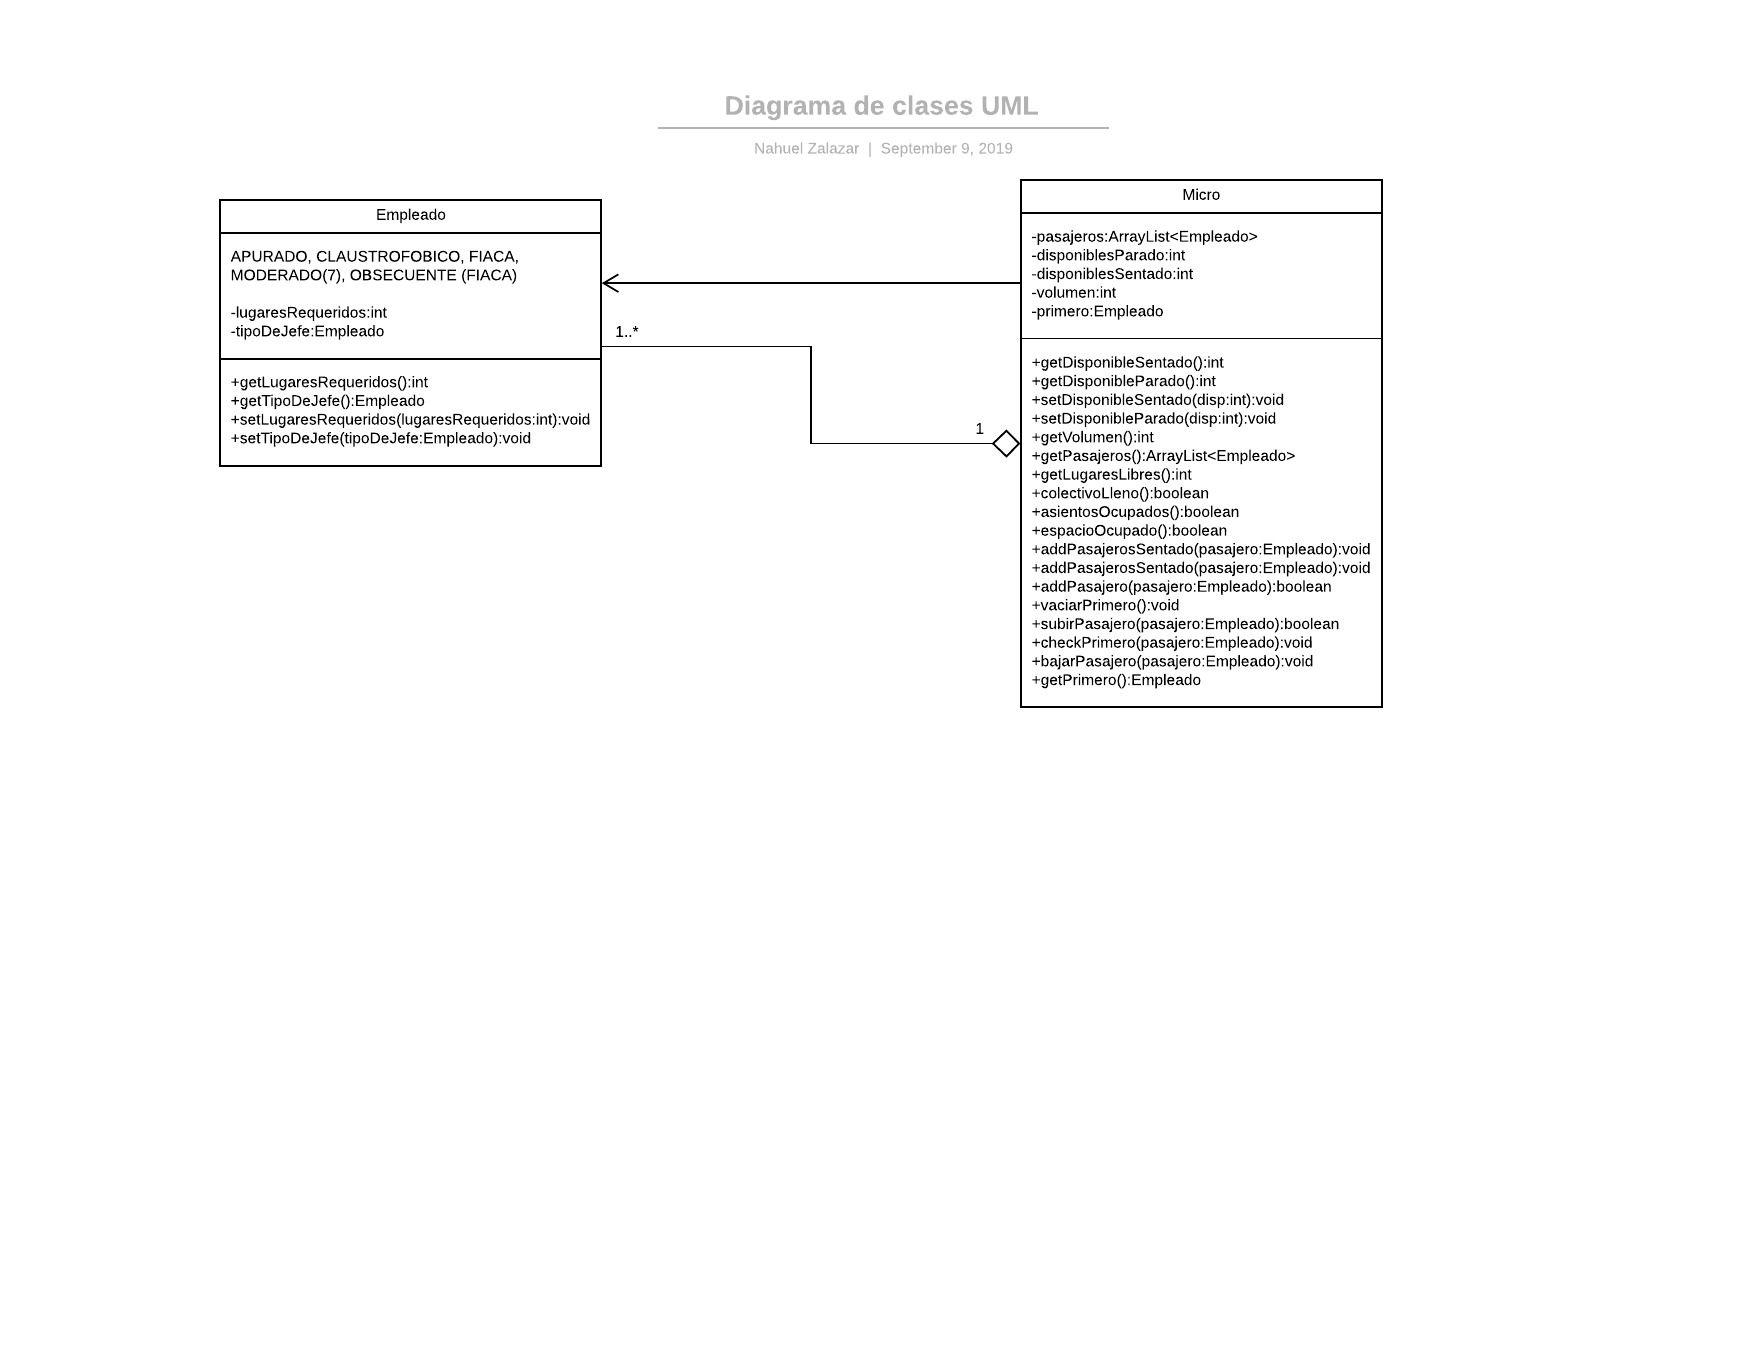 Diagrama de clases UML
Nahuel Zalazar | September 9, 2019
Empleado
APURADO, CLAUSTROFOBICO, FIACA,
MODERADO(7), OBSECUENTE (FIACA)
-lugaresRequeridos:int
-tipoDeJefe:Empleado
+getLugaresRequeridos():int
+getTipoDeJefe():Empleado
+setLugaresRequeridos(lugaresRequeridos:int):void
+setTipoDeJefe(tipoDeJefe:Empleado):void
1..*
1
Micro
-pasajeros:ArrayList<Empleado>
-disponiblesParado:int
-disponiblesSentado:int
-volumen:int
-primero:Empleado
+getDisponibleSentado():int
+getDisponibleParado():int
+setDisponibleSentado(disp:int):void
+setDisponibleParado(disp:int):void
+getVolumen():int
+getPasajeros():ArrayList<Empleado>
+getLugaresLibres():int
+colectivoLleno():boolean
+asientosOcupados():boolean
+espacioOcupado():boolean
+addPasajerosSentado(pasajero:Empleado):void
+addPasajerosSentado(pasajero:Empleado):void
+addPasajero(pasajero:Empleado):boolean
+vaciarPrimero():void
+subirPasajero(pasajero:Empleado):boolean
+checkPrimero(pasajero:Empleado):void
+bajarPasajero(pasajero:Empleado):void
+getPrimero():Empleado